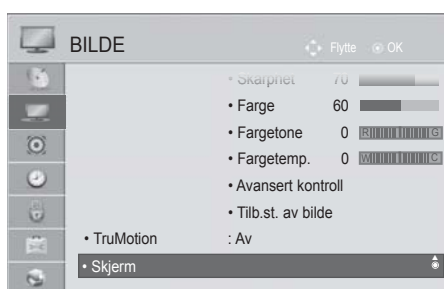 BILDE Flytte OK
• Skarphet 70
• Farge 60
• Fargetone 0 R G
• Fargetemp. 0 W C
• Avansert kontroll
• Tilb.st. av bilde
• TruMotion : Av
• Skjerm